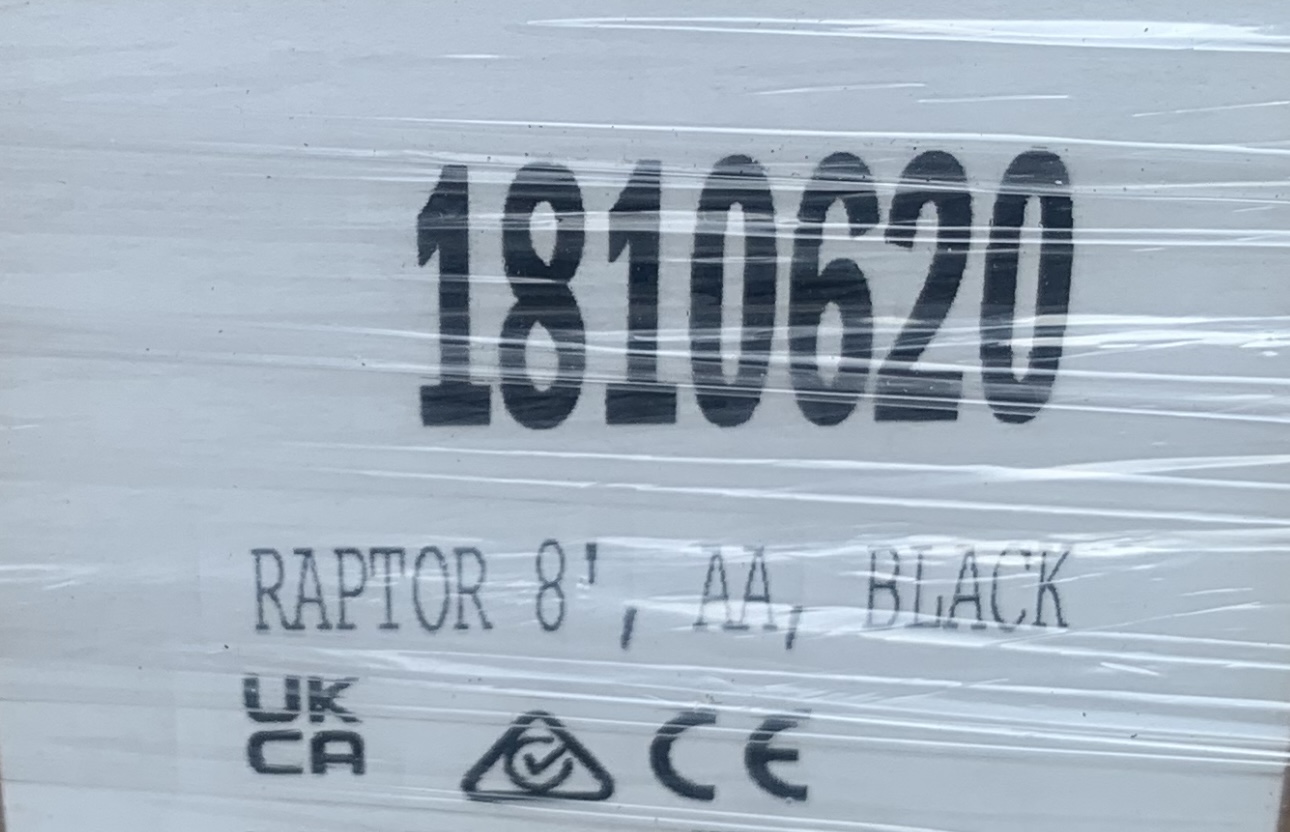 1810620
RAPTOR 8', AA, BLACK
UK
CA
CE